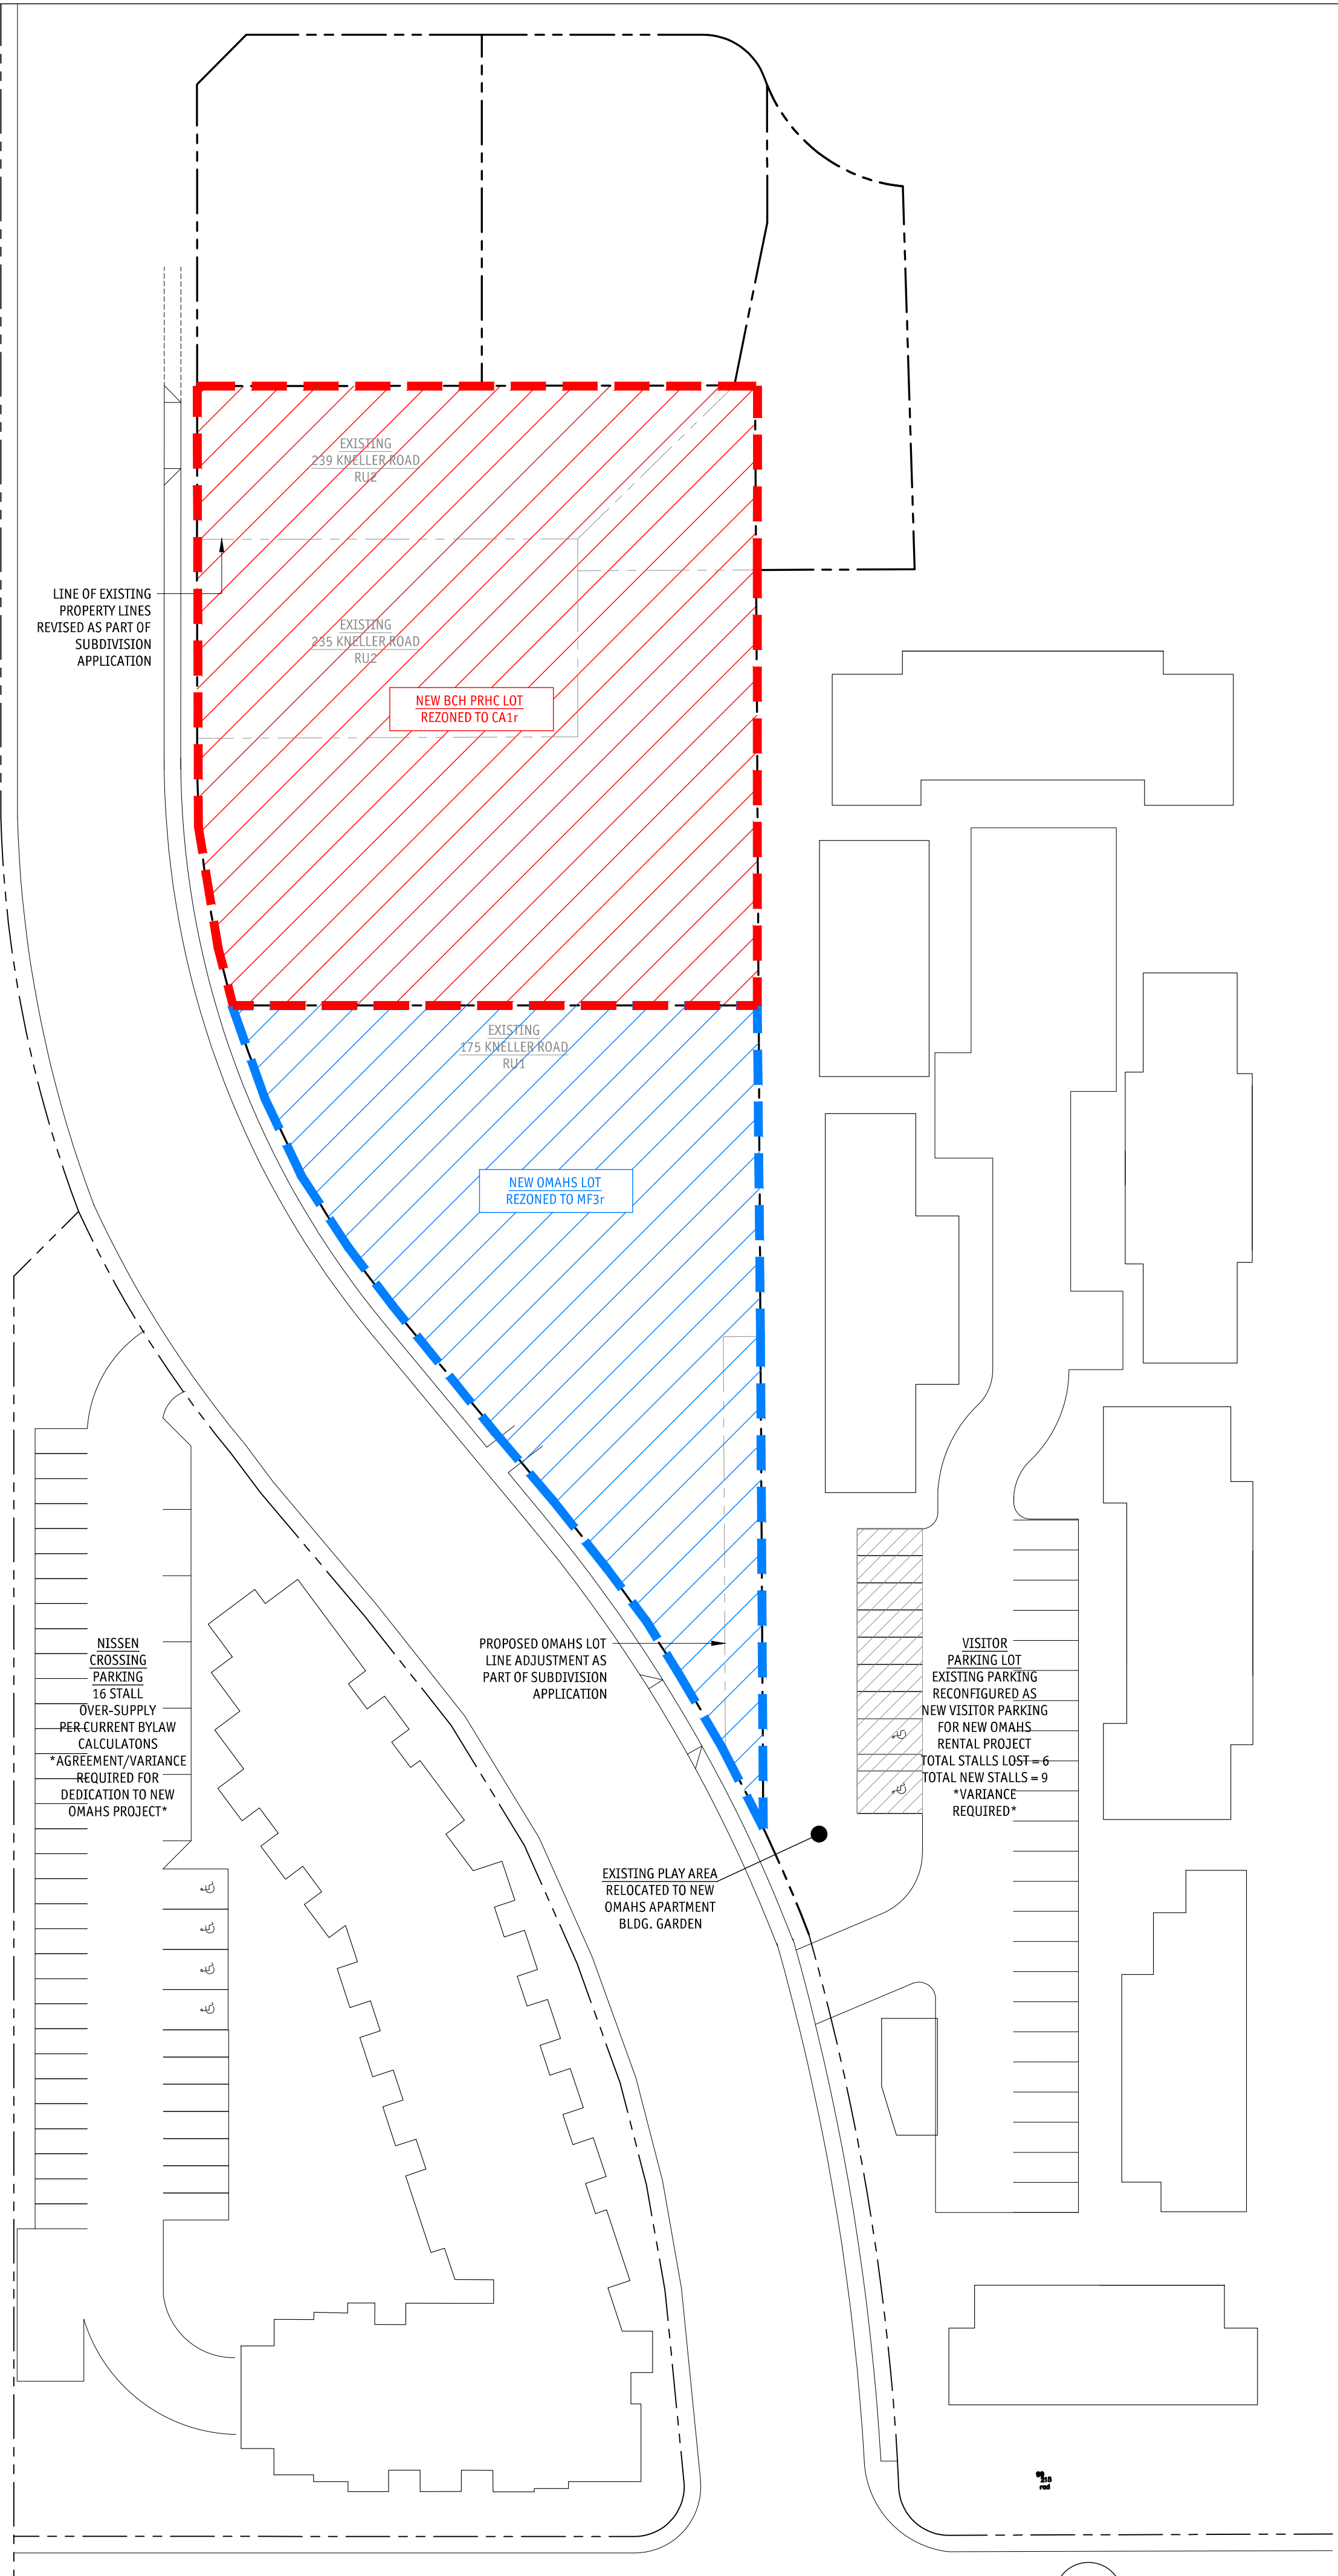 EXISTING
239 KNELLER ROAD
RU2
LINE OF EXISTING
PROPERTY LINES
REVISED AS PART OF
SUBDIVISION
APPLICATION
EXISTING
235 KNELLER ROAD
RU2
NEW BCH PRHC LOT
REZONED TO CA1r
EXISTING
175 KNELLER ROAD
RU1
NEW OMAHS LOT
REZONED TO MF3r
NISSEN
CROSSING
PARKING
16 STALL
OVER-SUPPLY
PER CURRENT BYLAW
CALCULATONS
*AGREEMENT/VARIANCE
REQUIRED FOR
DEDICATION TO NEW
OMAHS PROJECT*
PROPOSED OMAHS LOT
LINE ADJUSTMENT AS
PART OF SUBDIVISION
APPLICATION
VISITOR
PARKING LOT
EXISTING PARKING
RECONFIGURED AS
NEW VISITOR PARKING
FOR NEW OMAHS
RENTAL PROJECT
TOTAL STALLS LOST = 6
TOTAL NEW STALLS = 9
*VARIANCE
REQUIRED*
EXISTING PLAY AREA
RELOCATED TO NEW
OMAHS APARTMENT
BLDG. GARDEN
215
rad